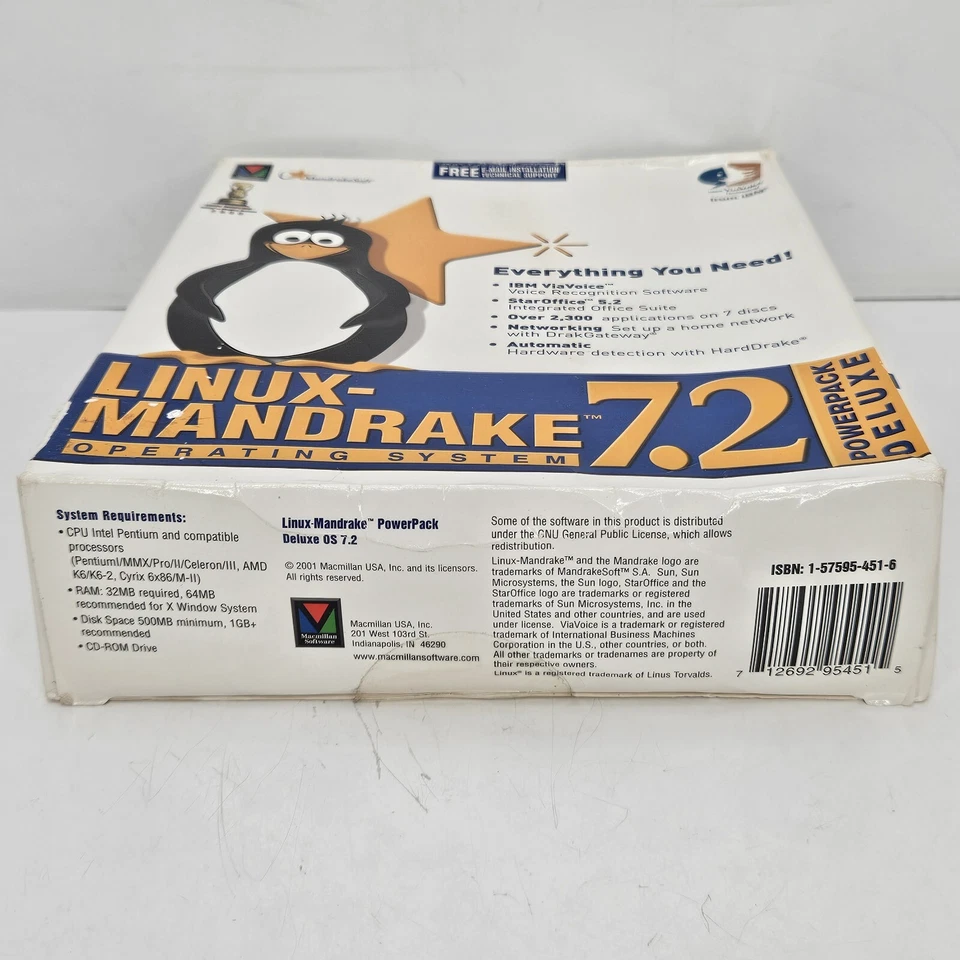 FREE E-MAIL INSTALLATION
TECHNICAL SUPPORT
MandrakeSoft
ViaVoice
Everything You Need!
• IBM ViaVoice™
Voice Recognition Software
• StarOffice™ 5.2
Integrated Office Suite
• Over 2,300 applications on 7 discs
• Networking Set up a home network
with DrakGateway®
• Automatic
Hardware detection with HardDrake®
LINUX-
MANDRAKE™ 7.2
OPERATING SYSTEM
POWERPACK
DELUXE
System Requirements:
• CPU Intel Pentium and compatible
processors
(PentiumI/MMX/Pro/II/Celeron/III, AMD
K6/K6-2, Cyrix 6x86/M-II)
• RAM: 32MB required, 64MB
recommended for X Window System
• Disk Space 500MB minimum, 1GB+
recommended
• CD-ROM Drive
Linux-Mandrake™ PowerPack
Deluxe OS 7.2
© 2001 Macmillan USA, Inc. and its licensors.
All rights reserved.
Macmillan
Software
Macmillan USA, Inc.
201 West 103rd St.
Indianapolis, IN 46290
www.macmillansoftware.com
Some of the software in this product is distributed
under the GNU General Public License, which allows
redistribution.
Linux-Mandrake™ and the Mandrake logo are
trademarks of MandrakeSoft™ S.A. Sun, Sun
Microsystems, the Sun logo, StarOffice and the
StarOffice logo are trademarks or registered
trademarks of Sun Microsystems, Inc. in the
United States and other countries, and are used
under license. ViaVoice is a trademark or registered
trademark of International Business Machines
Corporation in the U.S., other countries, or both.
All other trademarks or tradenames are property of
their respective owners.
Linux® is a registered trademark of Linus Torvalds.
ISBN: 1-57595-451-6
7 12692 95451 5